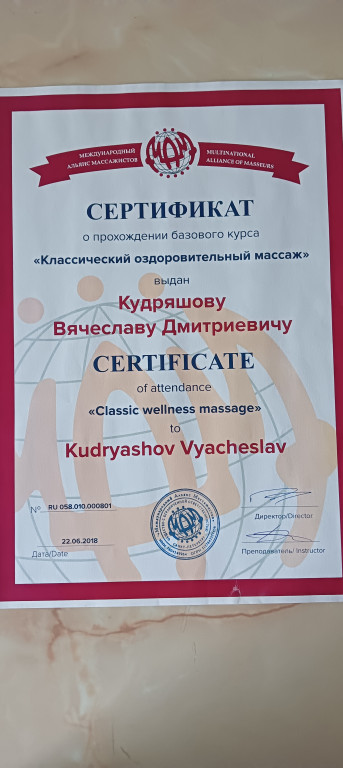 МЕЖДУНАРОДНЫЙ
АЛЬЯНС МАССАЖИСТОВ
МАМ
MULTINATIONAL
ALLIANCE OF MASSEURS
СЕРТИФИКАТ
о прохождении базового курса
«Классический оздоровительный массаж»
выдан
Кудряшову
Вячеславу Дмитриевичу
CERTIFICATE
of attendance
«Classic wellness massage»
to
Kudryashov Vyacheslav
№ RU 058.010.000801
Директор/Director
22.06.2018
Дата/Date
Преподаватель/ Instructor